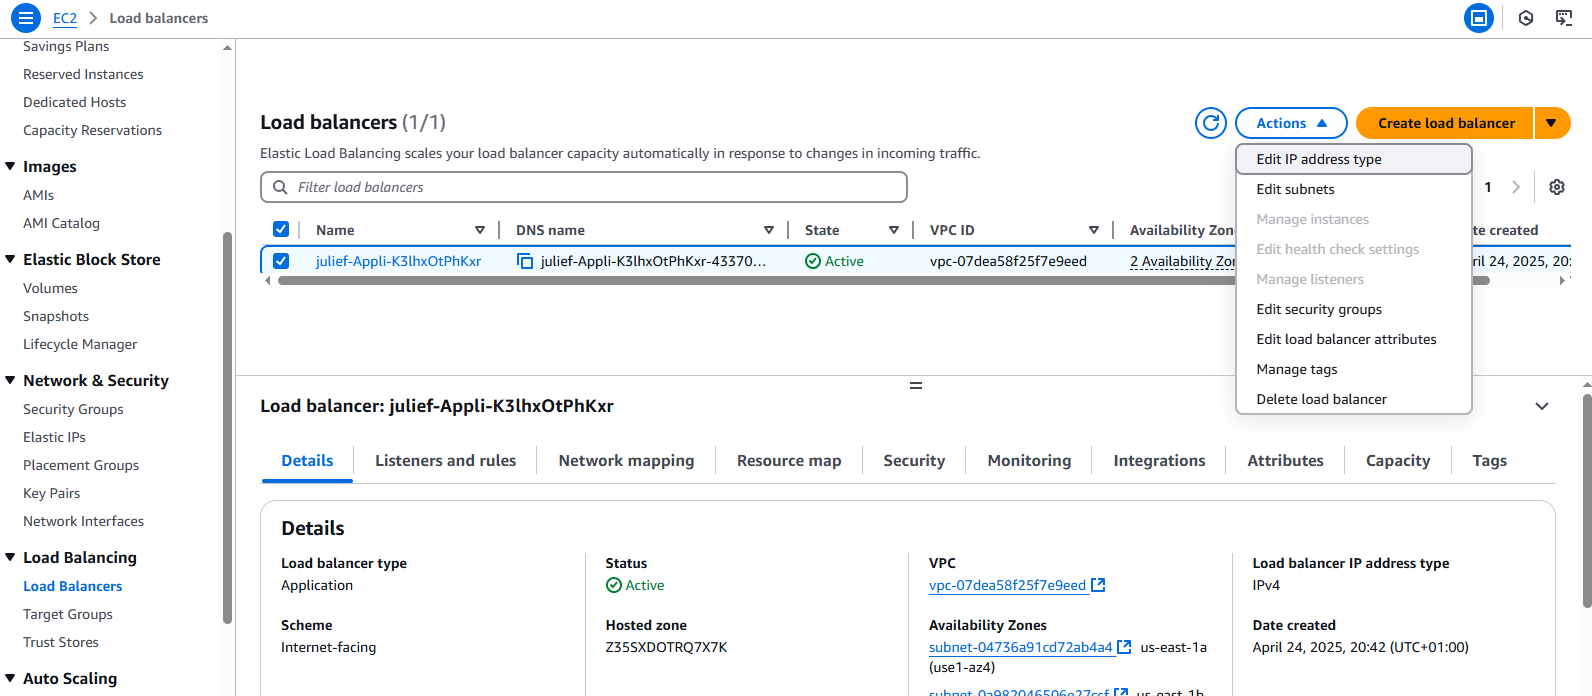 EC2 > Load balancers
Savings Plans
Reserved Instances
Dedicated Hosts
Capacity Reservations
Images
AMIs
AMI Catalog
Elastic Block Store
Volumes
Snapshots
Lifecycle Manager
Network & Security
Security Groups
Elastic IPs
Placement Groups
Key Pairs
Network Interfaces
Load Balancing
Load Balancers
Target Groups
Trust Stores
Auto Scaling
Load balancers (1/1)
Actions
Create load balancer
Elastic Load Balancing scales your load balancer capacity automatically in response to changes in incoming traffic.
Filter load balancers
1
Name DNS name State VPC ID Availability Zon te created
julief-Appli-K3lhxOtPhKxr julief-Appli-K3lhxOtPhKxr-43370... Active vpc-07dea58f25f7e9eed 2 Availability Zor ril 24, 2025, 20:
Edit IP address type
Edit subnets
Manage instances
Edit health check settings
Manage listeners
Edit security groups
Edit load balancer attributes
Manage tags
Delete load balancer
Load balancer: julief-Appli-K3lhxOtPhKxr
Details Listeners and rules Network mapping Resource map Security Monitoring Integrations Attributes Capacity Tags
Details
Load balancer type
Application
Scheme
Internet-facing
Status
Active
Hosted zone
Z35SXDOTRQ7X7K
VPC
vpc-07dea58f25f7e9eed
Availability Zones
subnet-04736a91cd72ab4a4 us-east-1a
(use1-az4)
subnet-0a982046506e27ccf us-east-1b
Load balancer IP address type
IPv4
Date created
April 24, 2025, 20:42 (UTC+01:00)